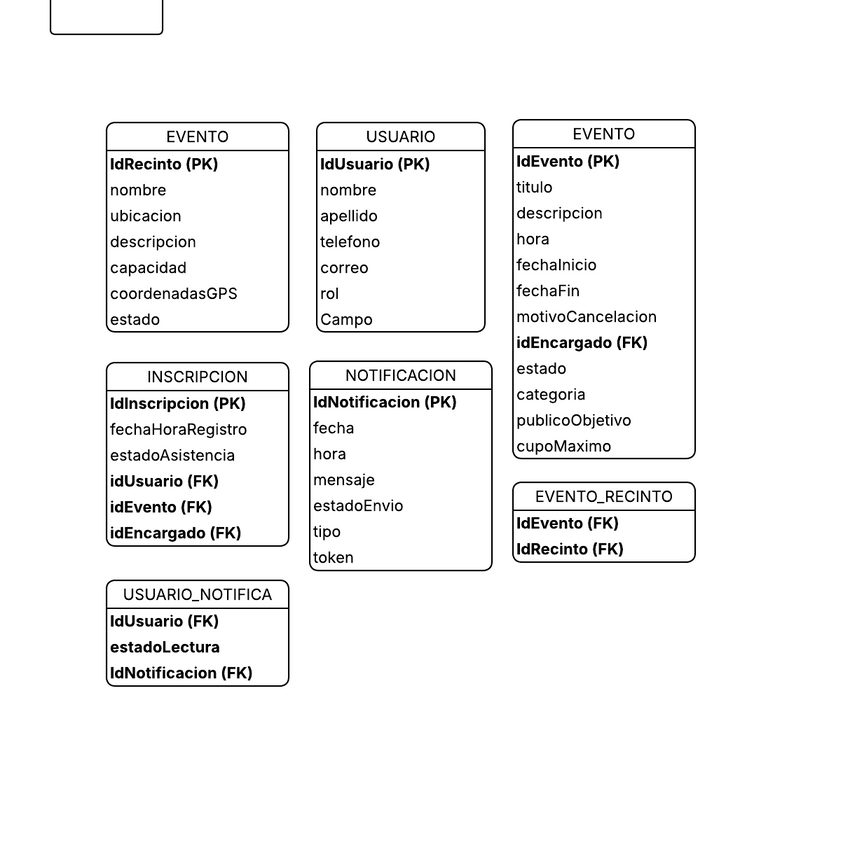 EVENTO
IdRecinto (PK)
nombre
ubicacion
descripcion
capacidad
coordenadasGPS
estado
USUARIO
IdUsuario (PK)
nombre
apellido
telefono
correo
rol
Campo
EVENTO
IdEvento (PK)
titulo
descripcion
hora
fechaInicio
fechaFin
motivoCancelacion
idEncargado (FK)
estado
categoria
publicoObjetivo
cupoMaximo
INSCRIPCION
IdInscripcion (PK)
fechaHoraRegistro
estadoAsistencia
idUsuario (FK)
idEvento (FK)
idEncargado (FK)
NOTIFICACION
IdNotificacion (PK)
fecha
hora
mensaje
estadoEnvio
tipo
token
EVENTO_RECINTO
IdEvento (FK)
IdRecinto (FK)
USUARIO_NOTIFICA
IdUsuario (FK)
estadoLectura
IdNotificacion (FK)